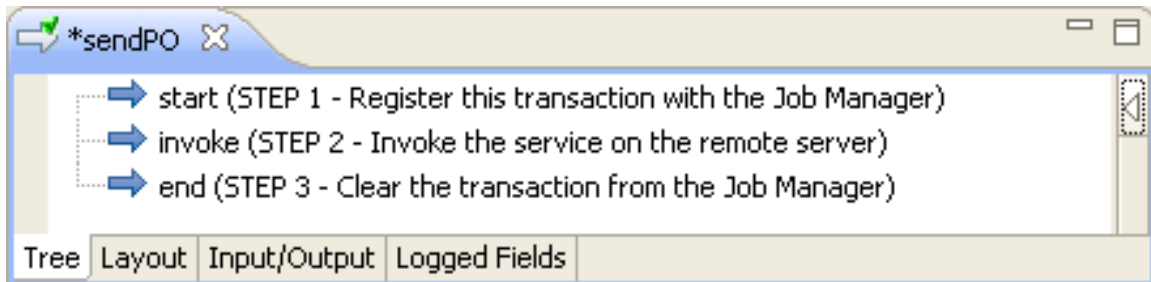 *sendPO
start (STEP 1 - Register this transaction with the Job Manager)
invoke (STEP 2 - Invoke the service on the remote server)
end (STEP 3 - Clear the transaction from the Job Manager)
Tree Layout Input/Output Logged Fields